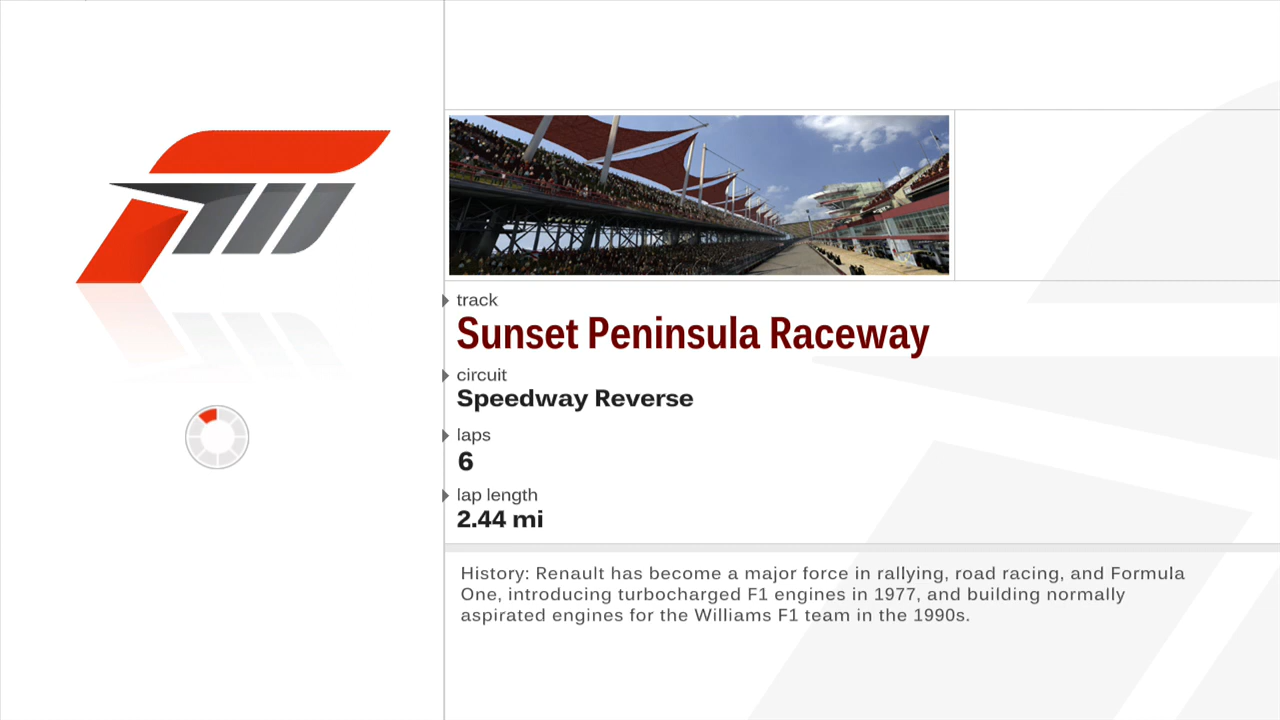 track
Sunset Peninsula Raceway
circuit
Speedway Reverse
laps
6
lap length
2.44 mi
History: Renault has become a major force in rallying, road racing, and Formula
One, introducing turbocharged F1 engines in 1977, and building normally
aspirated engines for the Williams F1 team in the 1990s.